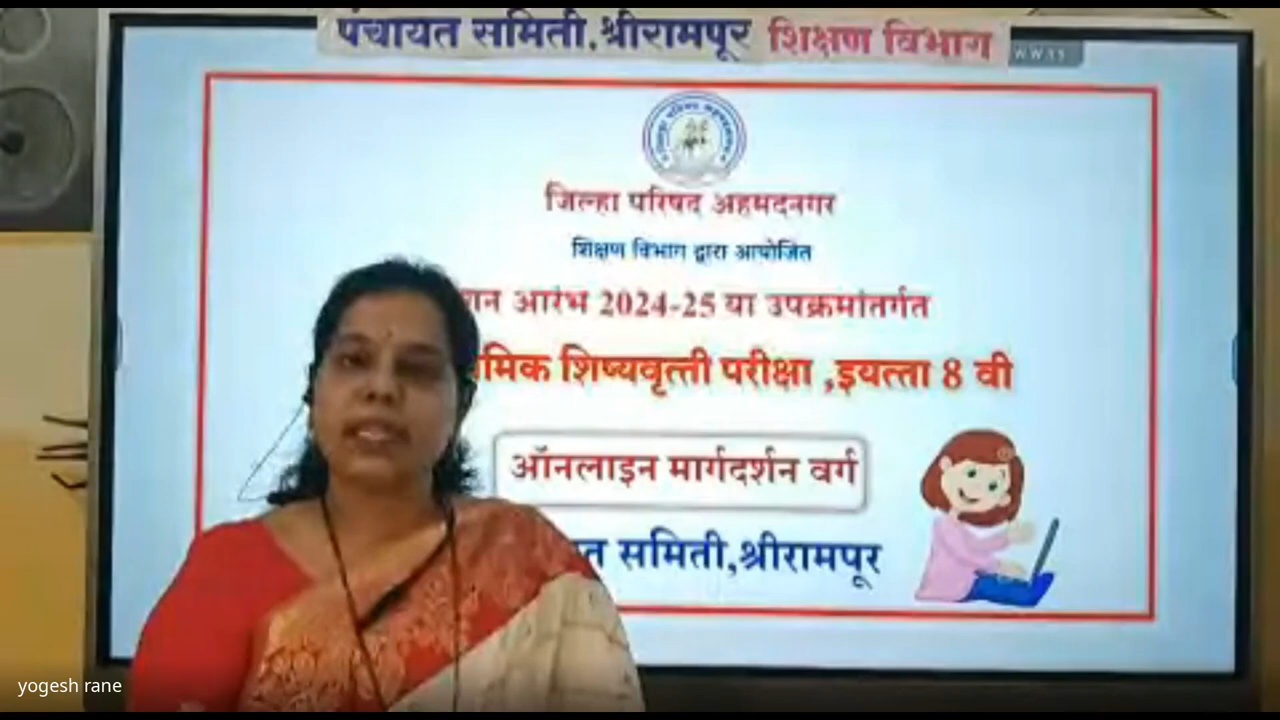 पंचायत समिती.श्रीरामपूर शिक्षण विभाग
जिल्हा परिषद अहमदनगर
शिक्षण विभाग द्वारा आयोजित
आरंभ 2024-25 या उपक्रमांतर्गत
शिष्यवृत्ती परीक्षा ,इयत्ता 8 वी
ऑनलाइन मार्गदर्शन वर्ग
समिती,श्रीरामपूर
yogesh rane